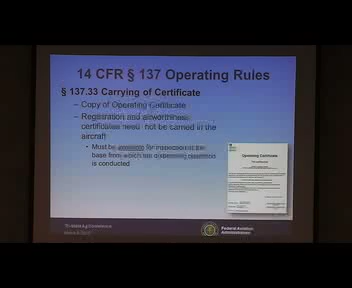 14 CFR § 137 Operating Rules
§ 137.33 Carrying of Certificate
– Copy of Operating Certificate
– Registration and airworthiness
certificates need not be carried in the
aircraft
• Must be available for inspection at the
base from which the dispensing operation
is conducted
Operating Certificate
Federal Aviation
Administration